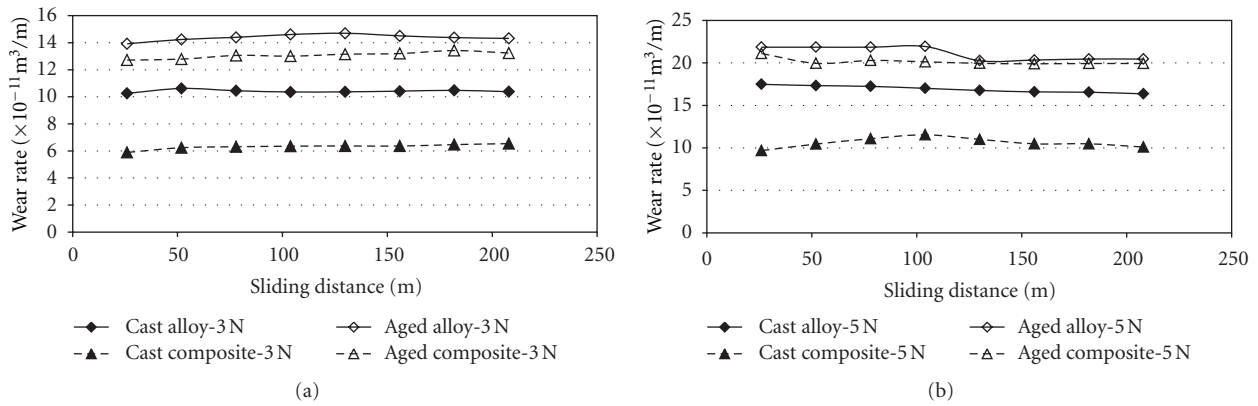 Wear rate (×10−11 m3/m)
16
14
12
10
8
6
4
2
0
0 50 100 150 200 250
Sliding distance (m)
Cast alloy-3 N
Aged alloy-3 N
Cast composite-3 N
Aged composite-3 N
(a)
Wear rate (×10−11 m3/m)
25
20
15
10
5
0
0 50 100 150 200 250
Sliding distance (m)
Cast alloy-5 N
Aged alloy-5 N
Cast composite-5 N
Aged composite-5 N
(b)